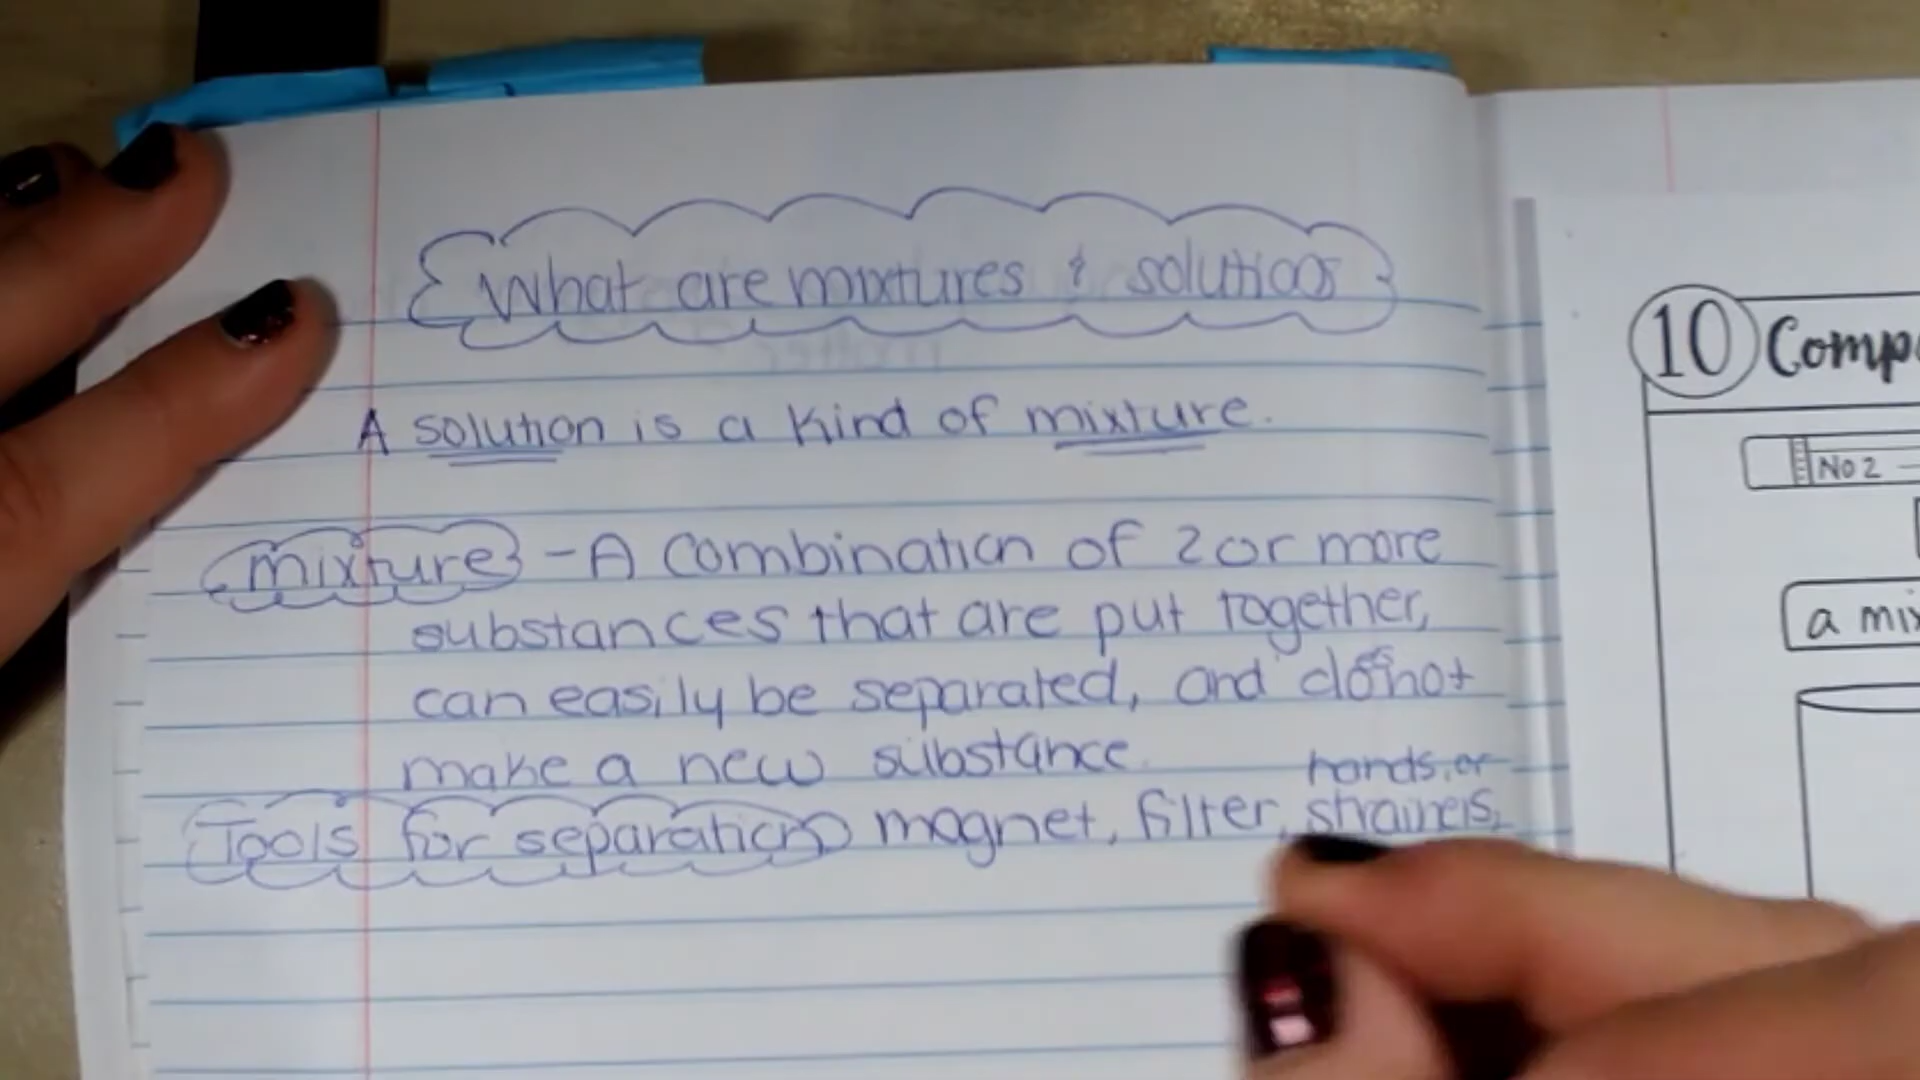 What are mixtures & solutions
A solution is a kind of mixture.
mixture - A combination of 2 or more
substances that are put together,
can easily be separated, and does not
make a new substance.
hands, or
Tools for separation magnet, filter, strainers,
10 Comp
No 2
a mix